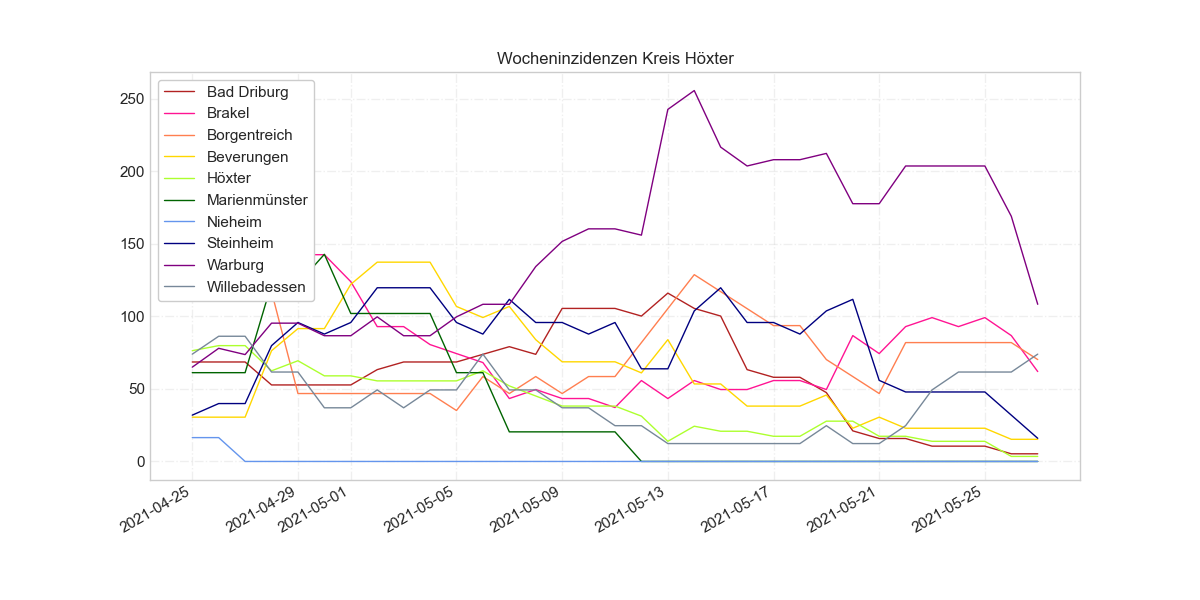 Wocheninzidenzen Kreis Höxter
250
200
150
100
50
0
Bad Driburg
Brakel
Borgentreich
Beverungen
Höxter
Marienmünster
Nieheim
Steinheim
Warburg
Willebadessen
2021-04-25
2021-04-29
2021-05-01
2021-05-05
2021-05-09
2021-05-13
2021-05-17
2021-05-21
2021-05-25